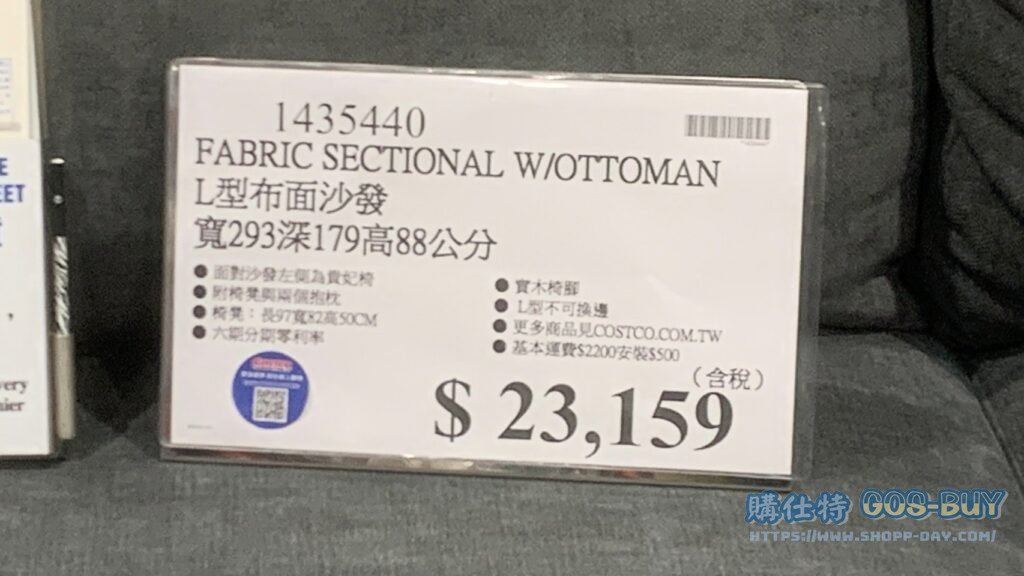 1435440
FABRIC SECTIONAL W/OTTOMAN
L型布面沙發
寬293深179高88公分
● 面對沙發左側為貴妃椅
● 附椅凳與兩個抱枕
● 椅凳：長97寬82高50CM
● 六期分期零利率
● 實木椅腳
● L型不可換邊
● 更多商品見COSTCO.COM.TW
● 基本運費$2200安裝$500
（含稅）
$ 23,159
購仕特 GOS-BUY
HTTPS://WWW.SHOPP-DAY.COM/